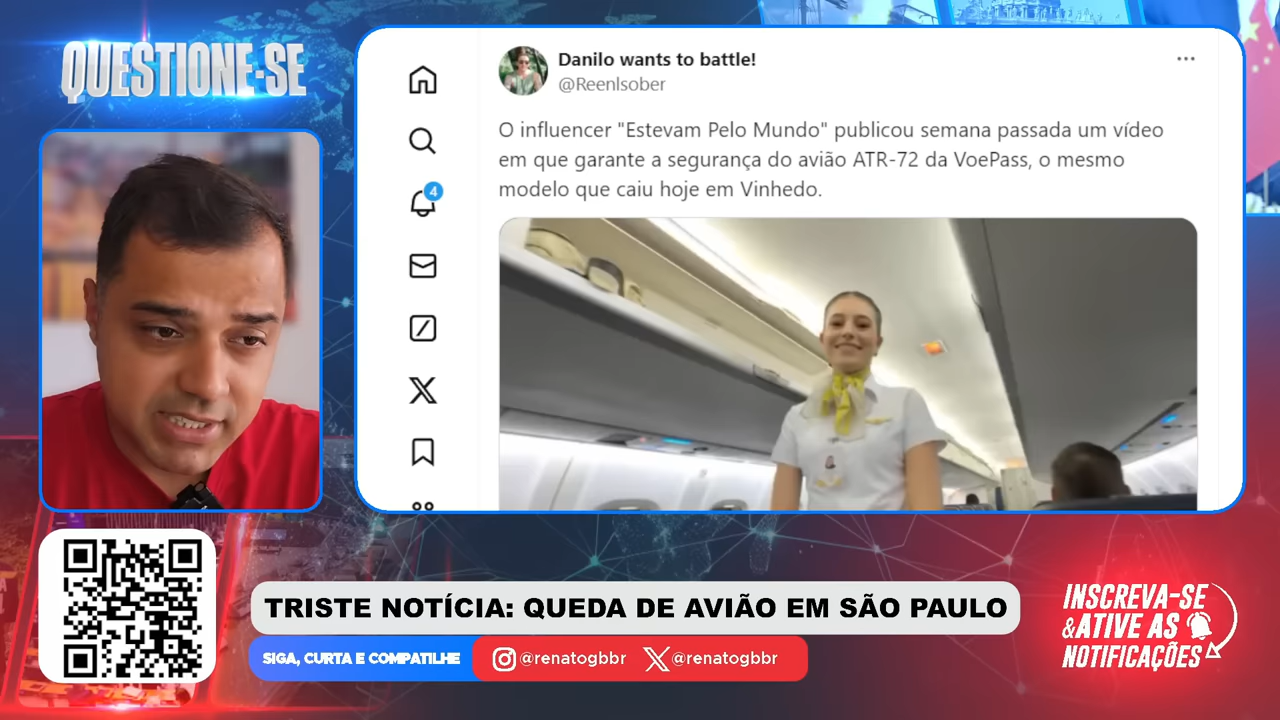 QUESTIONE-SE
Danilo wants to battle!
@Reenlsober
O influencer "Estevam Pelo Mundo" publicou semana passada um vídeo
em que garante a segurança do avião ATR-72 da VoePass, o mesmo
modelo que caiu hoje em Vinhedo.
4
TRISTE NOTÍCIA: QUEDA DE AVIÃO EM SÃO PAULO
SIGA, CURTA E COMPATILHE
@renatogbbr
@renatogbbr
INSCREVA-SE
&ATIVE AS
NOTIFICAÇÕES